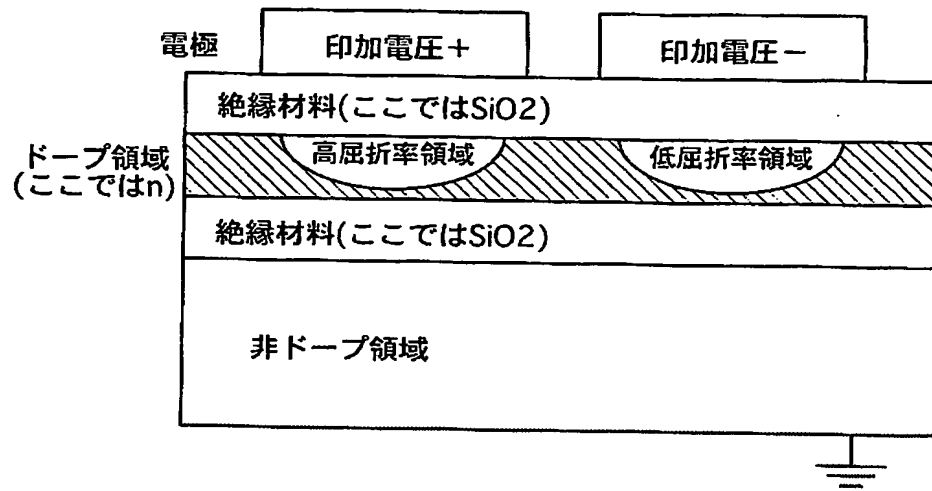 電極
印加電圧＋
印加電圧−
絶縁材料(ここではSiO2)
ドープ領域
(ここではn)
高屈折率領域
低屈折率領域
絶縁材料(ここではSiO2)
非ドープ領域